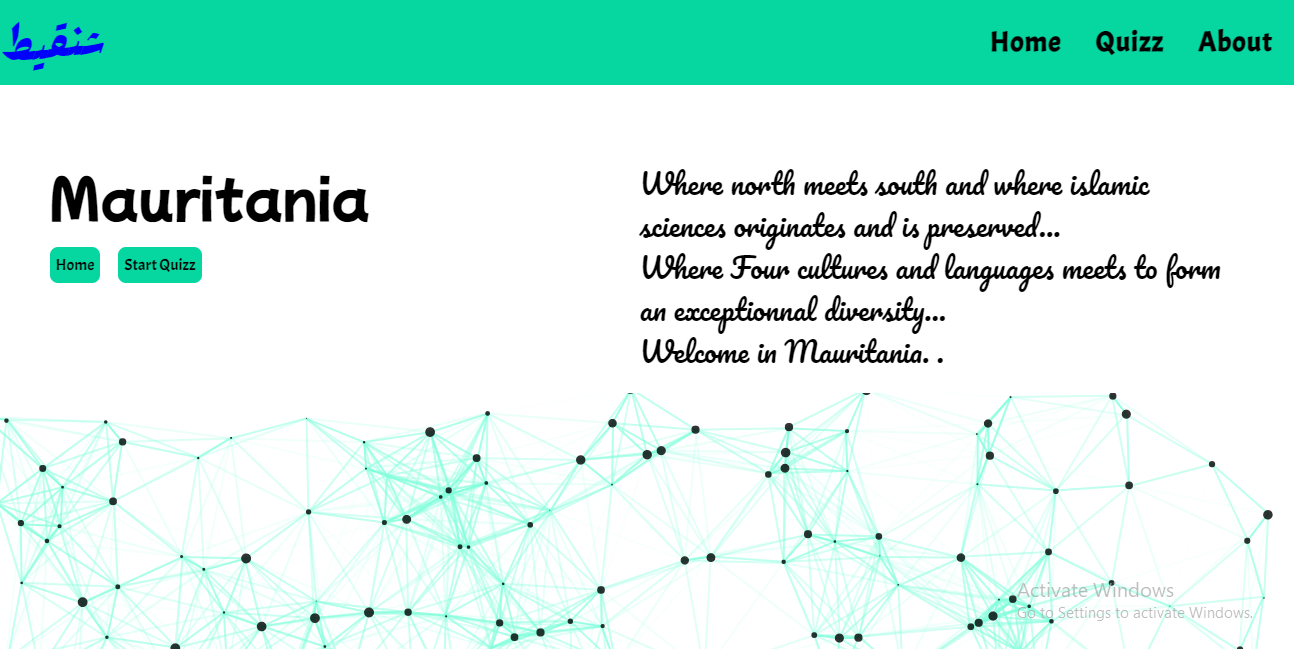 شنقيط
Home Quizz About
Mauritania
Home Start Quizz
Where north meets south and where islamic
sciences originates and is preserved...
Where Four cultures and languages meets to form
an exceptionnal diversity...
Welcome in Mauritania. .
Activate Windows
Go to Settings to activate Windows.